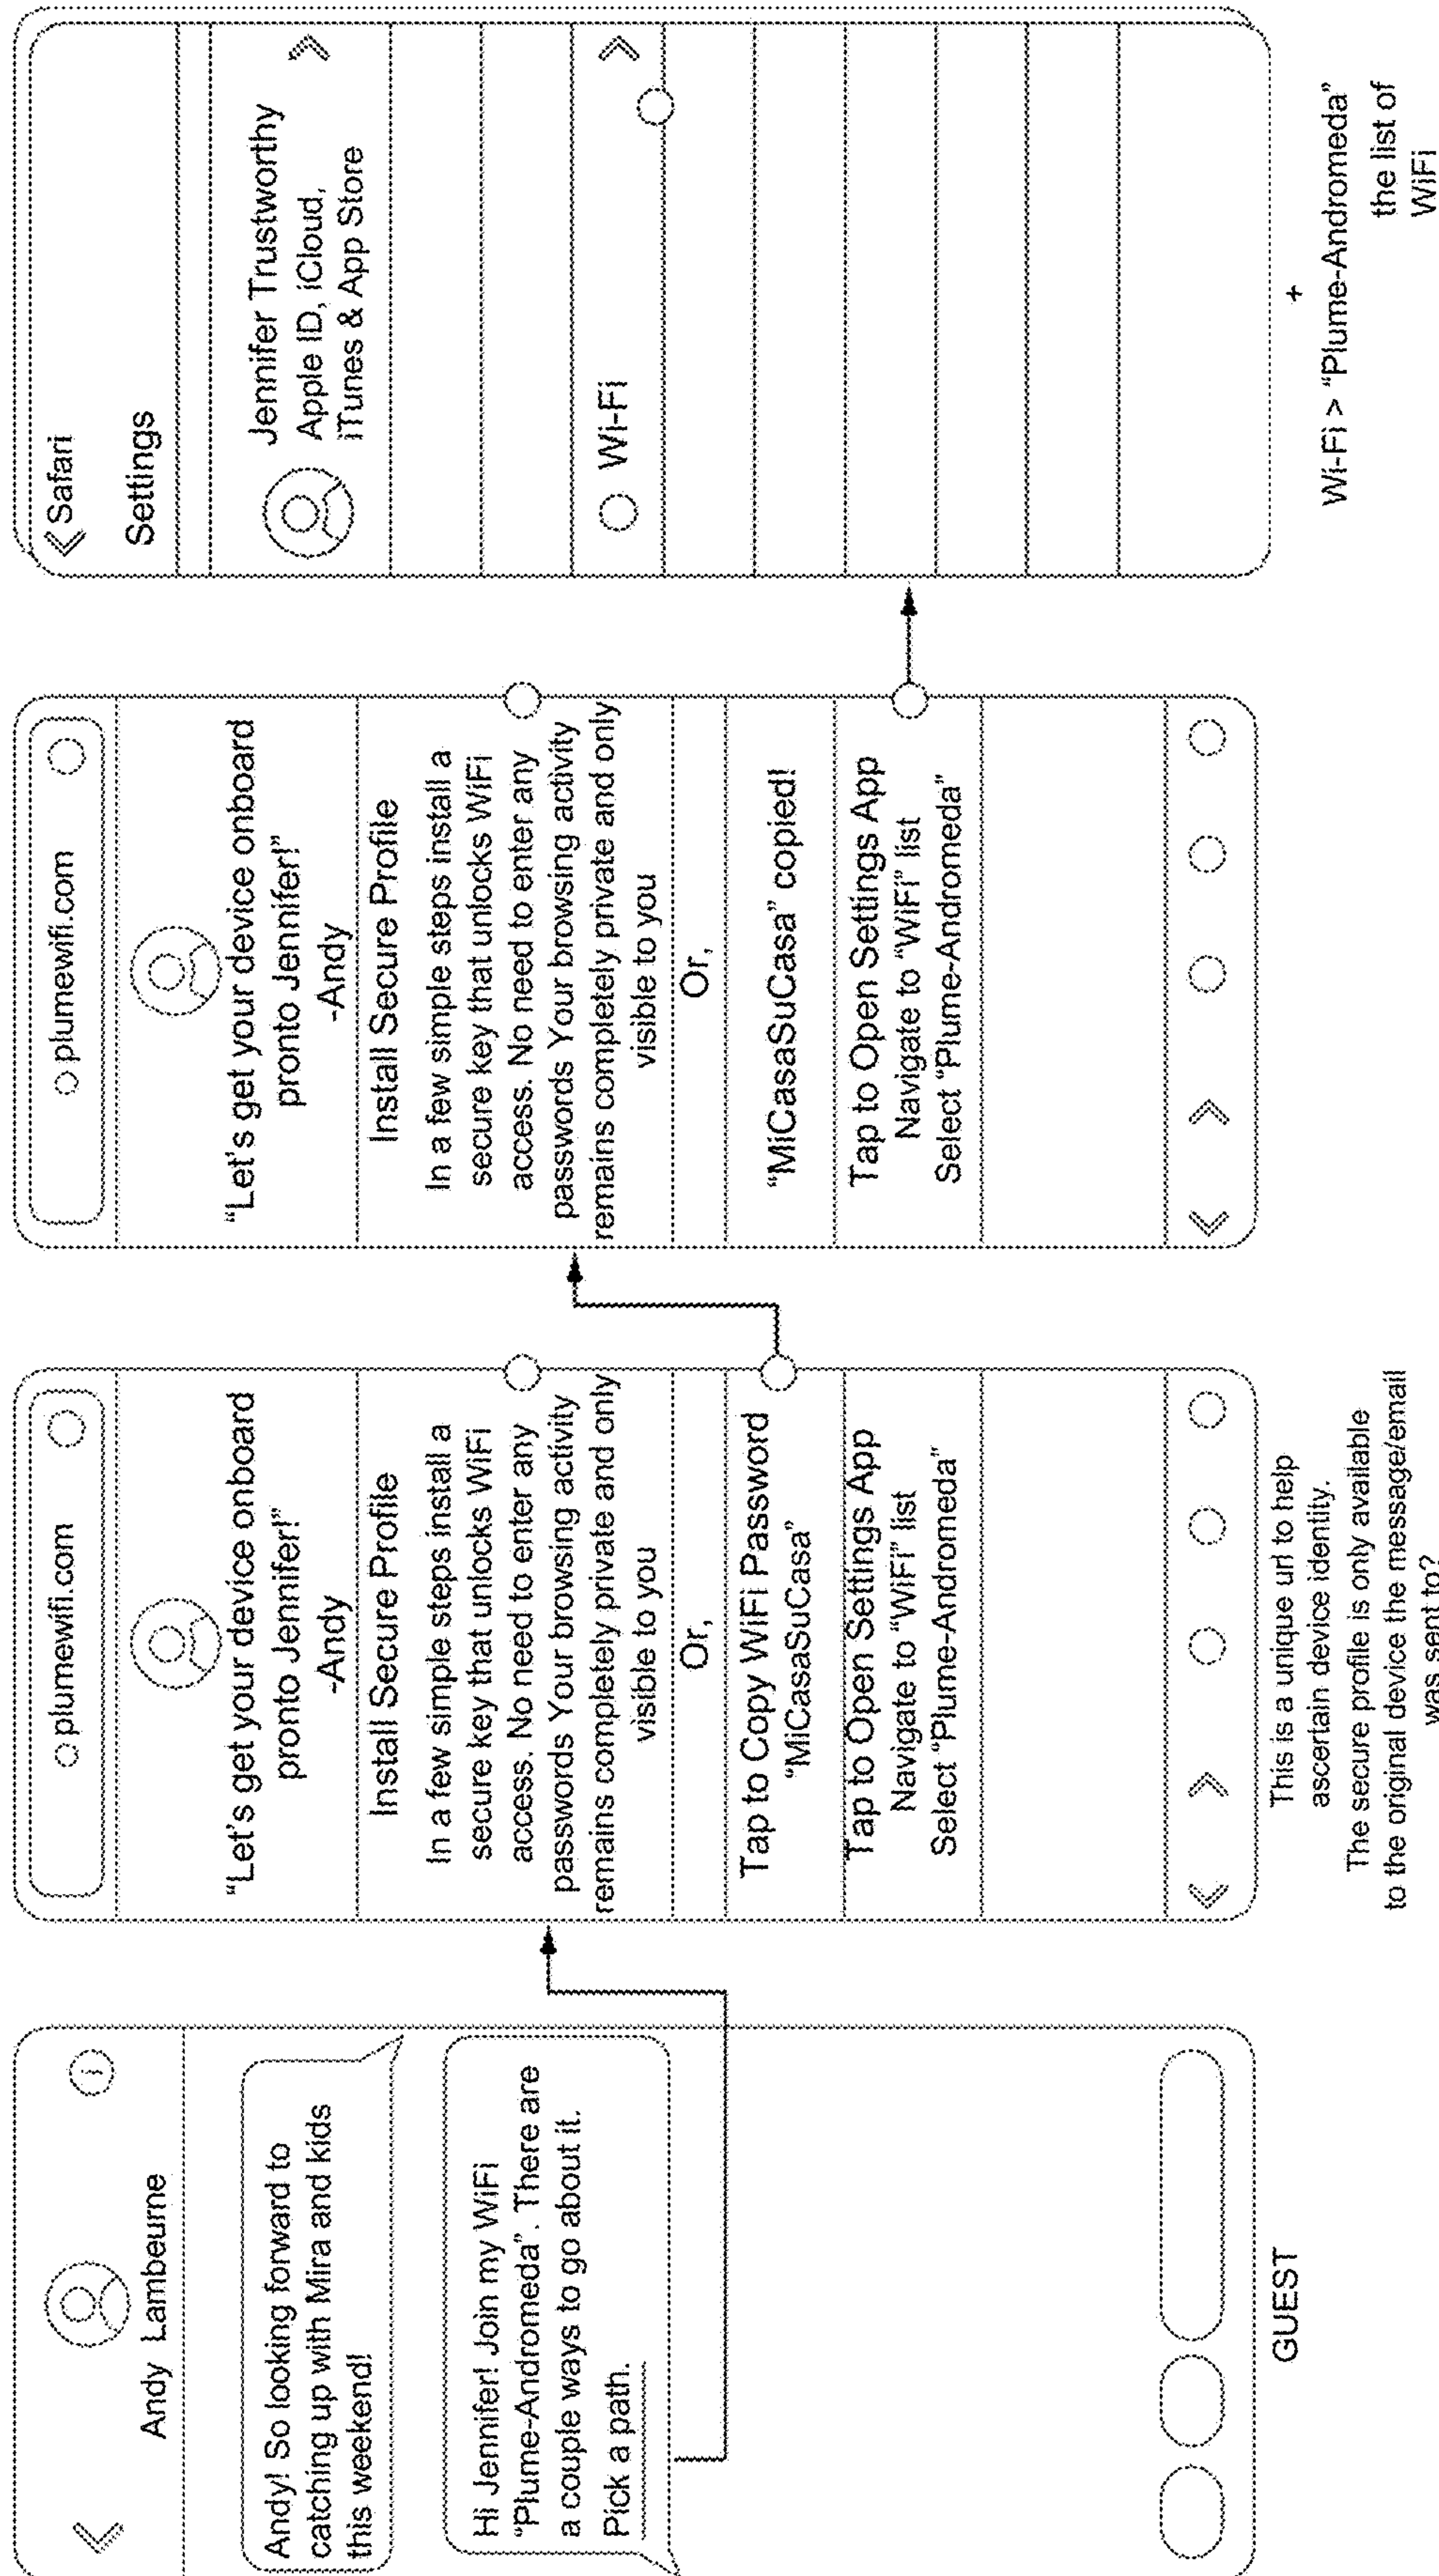 Andy Lambeurne
Andy! So looking forward to
catching up with Mira and kids
this weekend!
Hi Jennifer! Join my WiFi
"Plume-Andromeda". There are
a couple ways to go about it.
Pick a path.
GUEST
plumewifi.com
"Let's get your device onboard
pronto Jennifer!"
-Andy
Install Secure Profile
In a few simple steps install a
secure key that unlocks WiFi
access. No need to enter any
passwords Your browsing activity
remains completely private and only
visible to you
Or,
Tap to Copy WiFi Password
"MiCasaSuCasa"
Tap to Open Settings App
Navigate to "WiFi" list
Select "Plume-Andromeda"
This is a unique url to help
ascertain device identity.
The secure profile is only available
to the original device the message/email
was sent to?
plumewifi.com
"Let's get your device onboard
pronto Jennifer!"
-Andy
Install Secure Profile
In a few simple steps install a
secure key that unlocks WiFi
access. No need to enter any
passwords Your browsing activity
remains completely private and only
visible to you
Or,
"MiCasaSuCasa" copied!
Tap to Open Settings App
Navigate to "WiFi" list
Select "Plume-Andromeda"
Safari
Settings
Jennifer Trustworthy
Apple ID, iCloud,
iTunes & App Store
Wi-Fi
+
Wi-Fi > "Plume-Andromeda"
the list of
WiFi